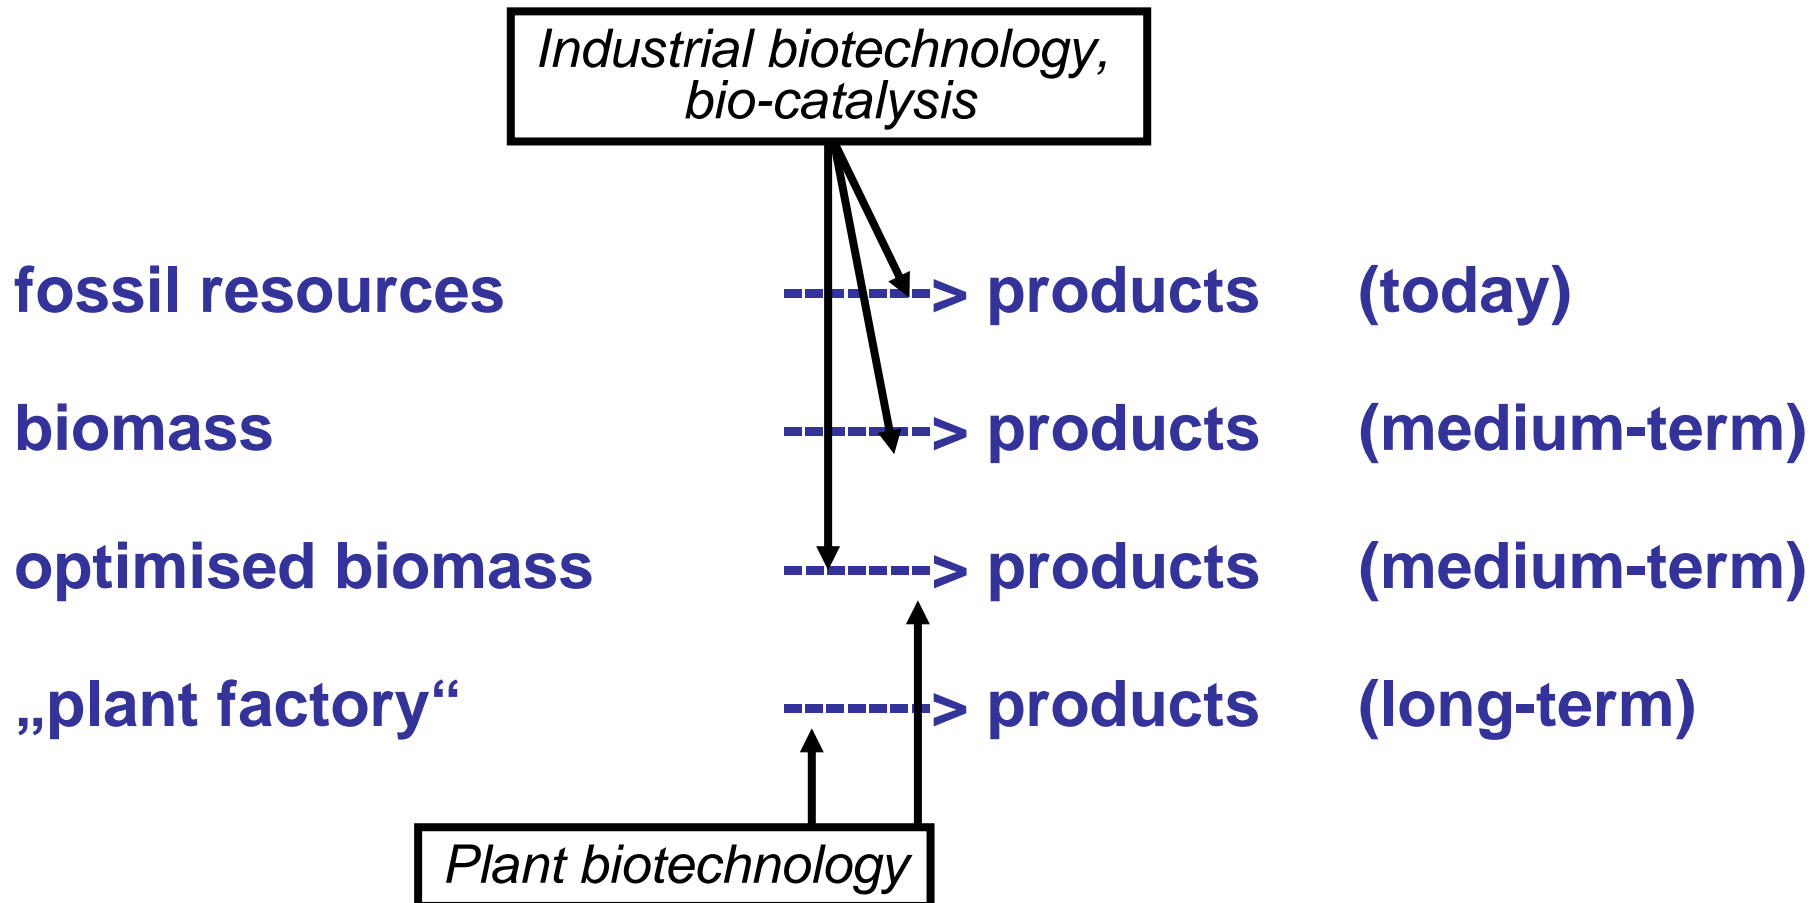 Industrial biotechnology,
bio-catalysis
fossil resources -------> products (today)
biomass -------> products (medium-term)
optimised biomass -------> products (medium-term)
„plant factory“ -------> products (long-term)
Plant biotechnology